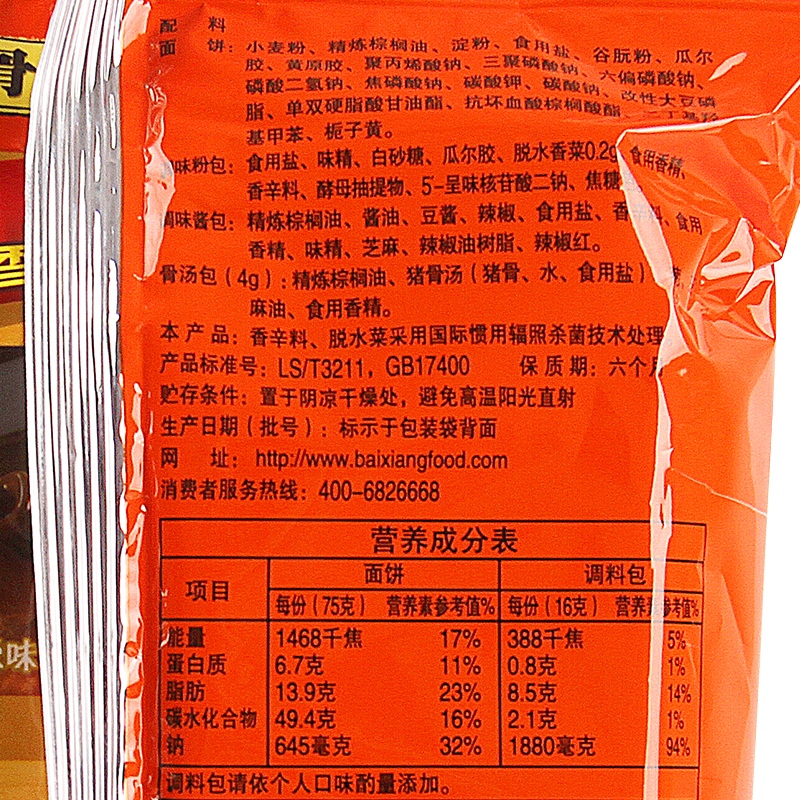 骨
配 料
面 饼：小麦粉、精炼棕榈油、淀粉、食用盐、谷朊粉、瓜尔
胶、黄原胶、聚丙烯酸钠、三聚磷酸钠、六偏磷酸钠、
磷酸二氢钠、焦磷酸钠、碳酸钾、碳酸钠、改性大豆磷
脂、单双硬脂酸甘油酯、抗坏血酸棕榈酸酯、二丁基羟
基甲苯、栀子黄。
调味粉包：食用盐、味精、白砂糖、瓜尔胶、脱水香菜0.2g、食用香精、
香辛料、酵母抽提物、5'-呈味核苷酸二钠、焦糖
调味酱包：精炼棕榈油、酱油、豆酱、辣椒、食用盐、香辛料、食用
香精、味精、芝麻、辣椒油树脂、辣椒红。
骨汤包（4g）：精炼棕榈油、猪骨汤（猪骨、水、食用盐）
麻油、食用香精。
本产品：香辛料、脱水菜采用国际惯用辐照杀菌技术处理
产品标准号：LS/T3211，GB17400 保质期：六个月
贮存条件：置于阴凉干燥处，避免高温阳光直射
生产日期（批号）：标示于包装袋背面
网 址：http://www.baixiangfood.com
消费者服务热线：400-6826668
营养成分表
项目 面饼 调料包
每份（75克） 营养素参考值% 每份（16克） 营养素参考值%
能量 1468千焦 17% 388千焦 5%
蛋白质 6.7克 11% 0.8克 1%
脂肪 13.9克 23% 8.5克 14%
碳水化合物 49.4克 16% 2.1克 1%
钠 645毫克 32% 1880毫克 94%
调料包请依个人口味酌量添加。
味